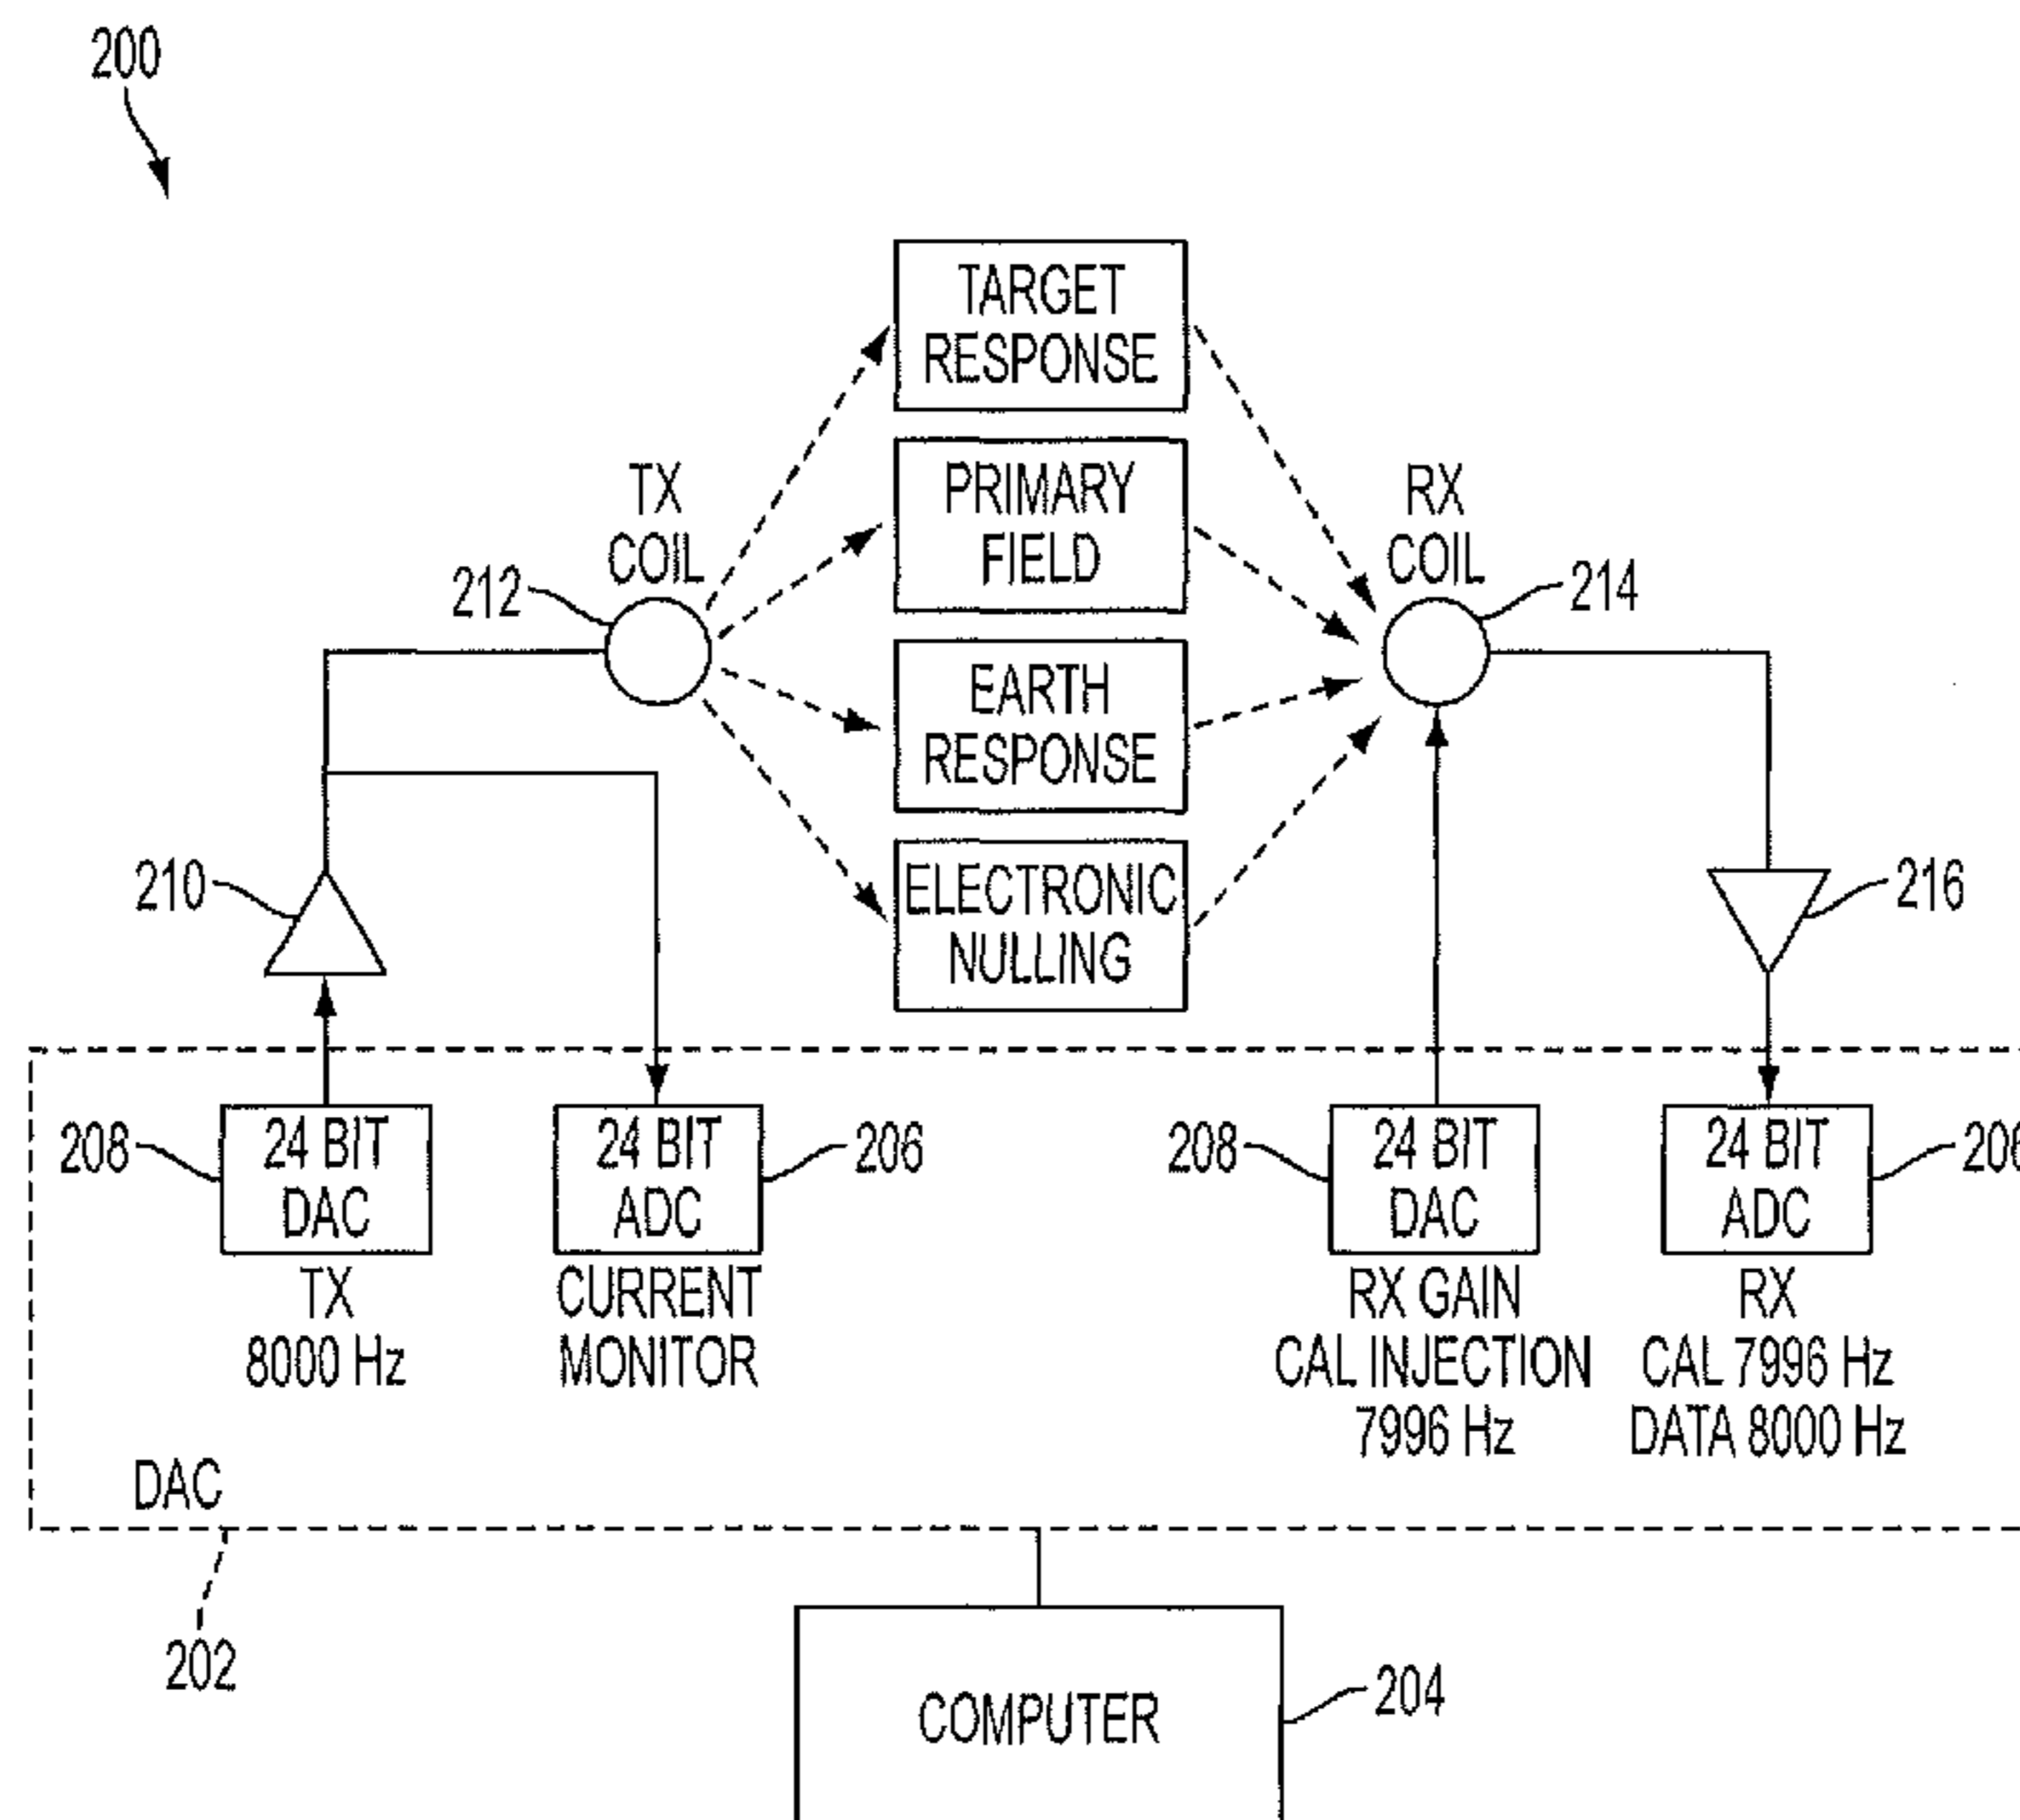 200
TARGET
RESPONSE
PRIMARY
FIELD
EARTH
RESPONSE
ELECTRONIC
NULLING
TX
COIL
212
RX
COIL
214
210
216
208
24 BIT
DAC
TX
8000 Hz
24 BIT
ADC
206
CURRENT
MONITOR
208
24 BIT
DAC
RX GAIN
CAL INJECTION
7996 Hz
24 BIT
ADC
206
RX
CAL 7996 Hz
DATA 8000 Hz
DAC
202
COMPUTER
204